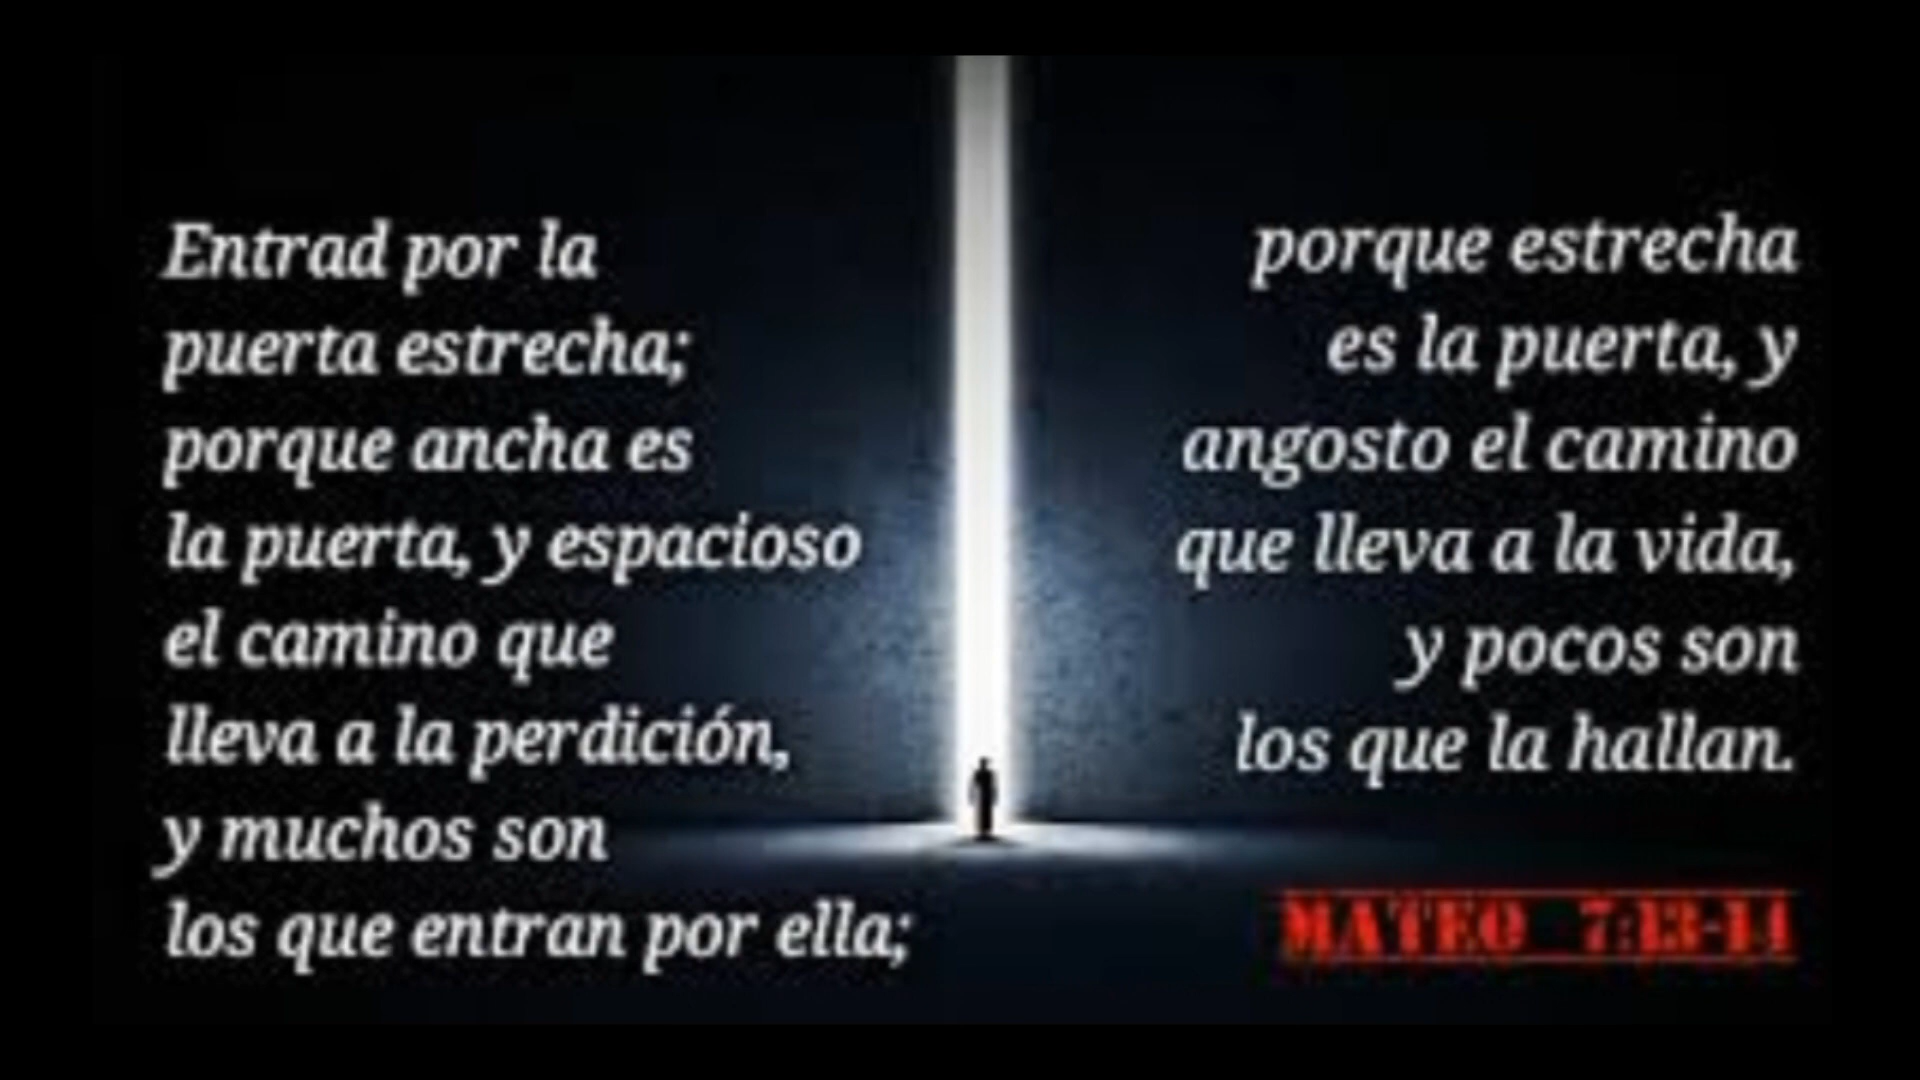 Entrad por la
puerta estrecha;
porque ancha es
la puerta, y espacioso
el camino que
lleva a la perdición,
y muchos son
los que entran por ella;
porque estrecha
es la puerta, y
angosto el camino
que lleva a la vida,
y pocos son
los que la hallan.
MATEO 7:13-14